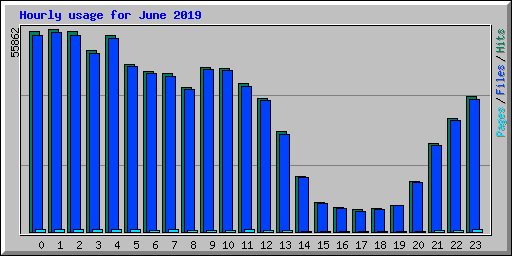 Hourly usage for June 2019
55862
Pages/Files/Hits
0 1 2 3 4 5 6 7 8 9 10 11 12 13 14 15 16 17 18 19 20 21 22 23